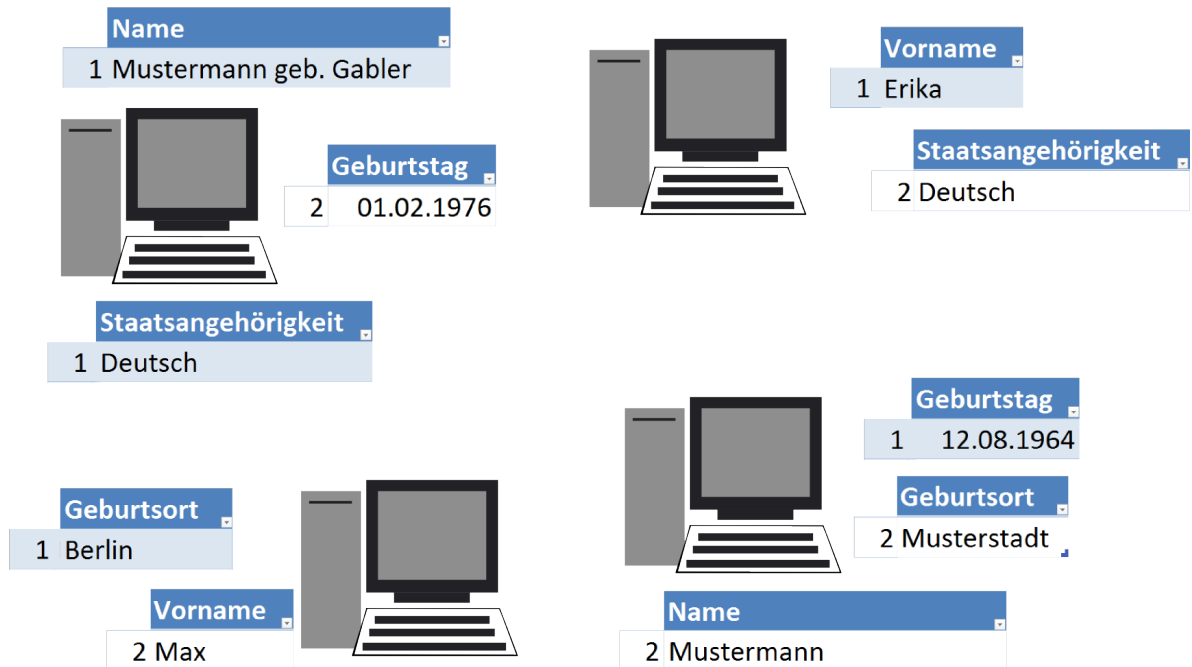 Name
1 Mustermann geb. Gabler
Geburtstag
2 01.02.1976
Staatsangehörigkeit
1 Deutsch
Vorname
1 Erika
Staatsangehörigkeit
2 Deutsch
Geburtsort
1 Berlin
Vorname
2 Max
Geburtstag
1 12.08.1964
Geburtsort
2 Musterstadt
Name
2 Mustermann